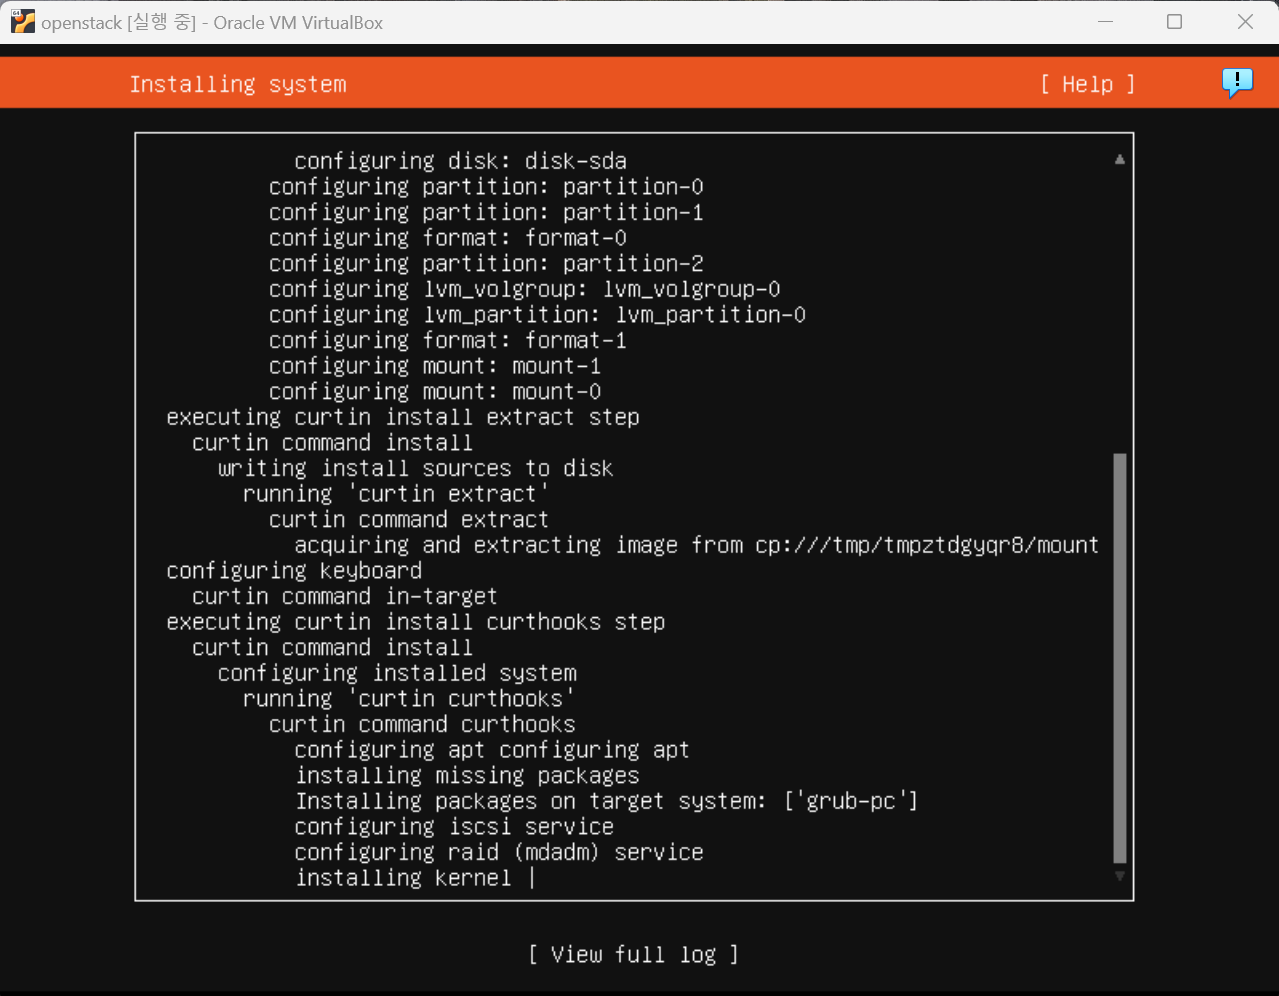 openstack [실행 중] - Oracle VM VirtualBox
Installing system
[ Help ]
configuring disk: disk-sda
configuring partition: partition-0
configuring partition: partition-1
configuring format: format-0
configuring partition: partition-2
configuring lvm_volgroup: lvm_volgroup-0
configuring lvm_partition: lvm_partition-0
configuring format: format-1
configuring mount: mount-1
configuring mount: mount-0
executing curtin install extract step
curtin command install
writing install sources to disk
running 'curtin extract'
curtin command extract
acquiring and extracting image from cp:///tmp/tmpztdgyqr8/mount
configuring keyboard
curtin command in-target
executing curtin install curthooks step
curtin command install
configuring installed system
running 'curtin curthooks'
curtin command curthooks
configuring apt configuring apt
installing missing packages
Installing packages on target system: ['grub-pc']
configuring iscsi service
configuring raid (mdadm) service
installing kernel |
[ View full log ]